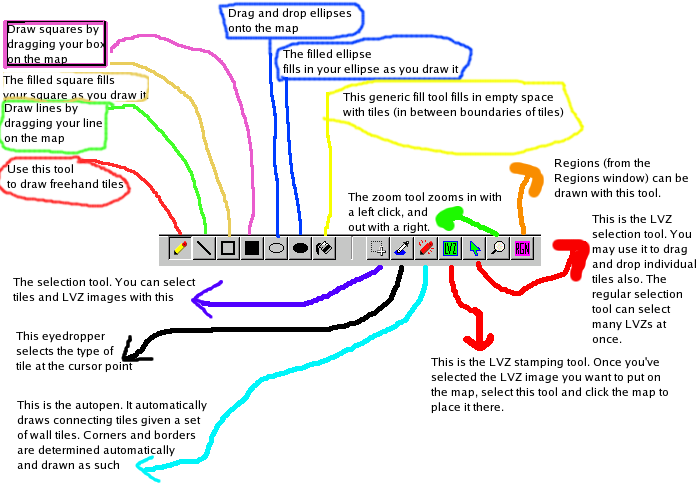 Drag and drop ellipses
onto the map
Draw squares by
dragging your box
on the map
The filled ellipse
fills in your ellipse as you draw it
The filled square fills
your square as you draw it
This generic fill tool fills in empty space
with tiles (in between boundaries of tiles)
Draw lines by
dragging your line
on the map
Use this tool
to draw freehand tiles
Regions (from the
Regions window) can be
drawn with this tool.
The zoom tool zooms in with
a left click, and
out with a right.
This is the LVZ
selection tool. You
may use it to drag
and drop individual
tiles also. The
regular selection
tool can select
many LVZs at
once.
LVZ
RGN
The selection tool. You can select
tiles and LVZ images with this
This eyedropper
selects the type of
tile at the cursor point
This is the LVZ stamping tool. Once you've
selected the LVZ image you want to put on
the map, select this tool and click the map to
place it there.
This is the autopen. It automatically
draws connecting tiles given a set
of wall tiles. Corners and borders
are determined automatically
and drawn as such